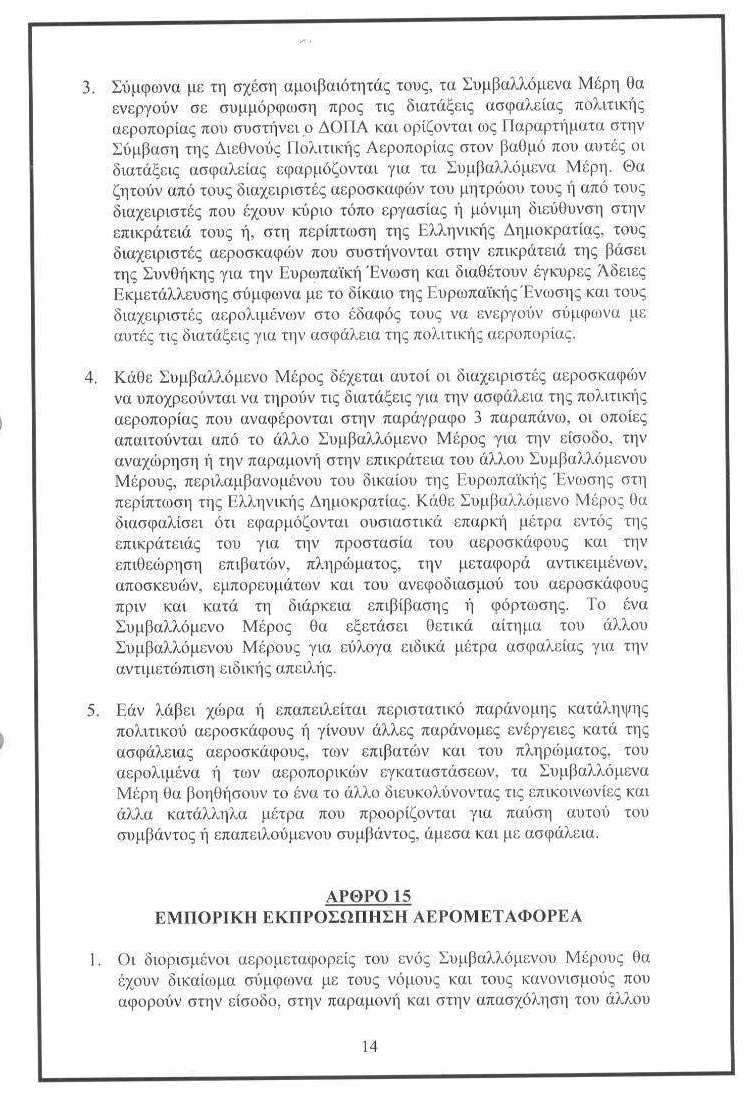 3. Σύμφωνα με τη σχέση αμοιβαιότητάς τους, τα Συμβαλλόμενα Μέρη θα
ενεργούν σε συμμόρφωση προς τις διατάξεις ασφαλείας πολιτικής
αεροπορίας που συστήνει ο ΔΟΠΑ και ορίζονται ως Παραρτήματα στην
Σύμβαση της Διεθνούς Πολιτικής Αεροπορίας στον βαθμό που αυτές οι
διατάξεις ασφαλείας εφαρμόζονται για τα Συμβαλλόμενα Μέρη. Θα
ζητούν από τους διαχειριστές αεροσκαφών του μητρώου τους ή από τους
διαχειριστές που έχουν κύριο τόπο εργασίας ή μόνιμη διεύθυνση στην
επικράτειά τους ή, στη περίπτωση της Ελληνικής Δημοκρατίας, τους
διαχειριστές αεροσκαφών που συστήνονται στην επικράτειά της βάσει
της Συνθήκης για την Ευρωπαϊκή Ένωση και διαθέτουν έγκυρες Άδειες
Εκμετάλλευσης σύμφωνα με το δίκαιο της Ευρωπαϊκής Ένωσης και τους
διαχειριστές αερολιμένων στο έδαφός τους να ενεργούν σύμφωνα με
αυτές τις διατάξεις για την ασφάλεια της πολιτικής αεροπορίας.
4. Κάθε Συμβαλλόμενο Μέρος δέχεται αυτοί οι διαχειριστές αεροσκαφών
να υποχρεούνται να τηρούν τις διατάξεις για την ασφάλεια της πολιτικής
αεροπορίας που αναφέρονται στην παράγραφο 3 παραπάνω, οι οποίες
απαιτούνται από το άλλο Συμβαλλόμενο Μέρος για την είσοδο, την
αναχώρηση ή την παραμονή στην επικράτεια του άλλου Συμβαλλόμενου
Μέρους, περιλαμβανομένου του δικαίου της Ευρωπαϊκής Ένωσης στη
περίπτωση της Ελληνικής Δημοκρατίας. Κάθε Συμβαλλόμενο Μέρος θα
διασφαλίσει ότι εφαρμόζονται ουσιαστικά επαρκή μέτρα εντός της
επικράτειάς του για την προστασία του αεροσκάφους και την
επιθεώρηση επιβατών, πληρώματος, την μεταφορά αντικειμένων,
αποσκευών, εμπορευμάτων και του ανεφοδιασμού του αεροσκάφους
πριν και κατά τη διάρκεια επιβίβασης ή φόρτωσης. Το ένα
Συμβαλλόμενο Μέρος θα εξετάσει θετικά αίτημα του άλλου
Συμβαλλόμενου Μέρους για εύλογα ειδικά μέτρα ασφαλείας για την
αντιμετώπιση ειδικής απειλής.
5. Εάν λάβει χώρα ή επαπειλείται περιστατικό παράνομης κατάληψης
πολιτικού αεροσκάφους ή γίνουν άλλες παράνομες ενέργειες κατά της
ασφάλειας αεροσκάφους, των επιβατών και του πληρώματος, του
αερολιμένα ή των αεροπορικών εγκαταστάσεων, τα Συμβαλλόμενα
Μέρη θα βοηθήσουν το ένα το άλλο διευκολύνοντας τις επικοινωνίες και
άλλα κατάλληλα μέτρα που προορίζονται για παύση αυτού του
συμβάντος ή επαπειλούμενου συμβάντος, άμεσα και με ασφάλεια.
ΑΡΘΡΟ 15
ΕΜΠΟΡΙΚΗ ΕΚΠΡΟΣΩΠΗΣΗ ΑΕΡΟΜΕΤΑΦΟΡΕΑ
1. Οι διορισμένοι αερομεταφορείς του ενός Συμβαλλόμενου Μέρους θα
έχουν δικαίωμα σύμφωνα με τους νόμους και τους κανονισμούς που
αφορούν στην είσοδο, στην παραμονή και στην απασχόληση του άλλου
14